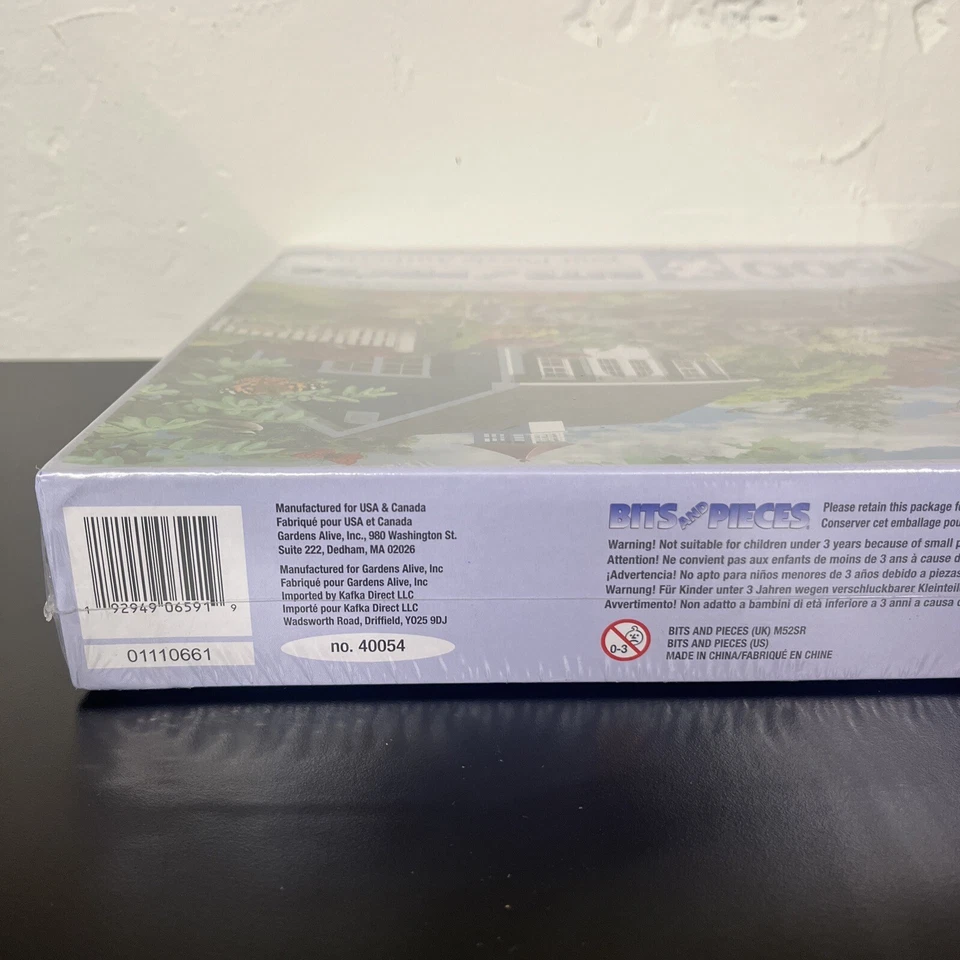 1500
Manufactured for USA & Canada
Fabriqué pour USA et Canada
Gardens Alive, Inc., 980 Washington St.
Suite 222, Dedham, MA 02026
Manufactured for Gardens Alive, Inc
Fabriqué pour Gardens Alive, Inc
Imported by Kafka Direct LLC
Importé pour Kafka Direct LLC
Wadsworth Road, Driffield, YO25 9DJ
no. 40054
1 92949 06591 9
01110661
BITS AND PIECES
Please retain this package
Conserver cet emballage
Warning! Not suitable for children under 3 years because of small
Attention! Ne convient pas aux enfants de moins de 3 ans à cause
¡Advertencia! No apto para niños menores de 3 años debido a piezas
Warnung! Für Kinder unter 3 Jahren wegen verschluckbarer
Avvertimento! Non adatto a bambini di età inferiore a 3 anni a causa
0-3
BITS AND PIECES (UK) M52SR
BITS AND PIECES (US)
MADE IN CHINA/FABRIQUÉ EN CHINE